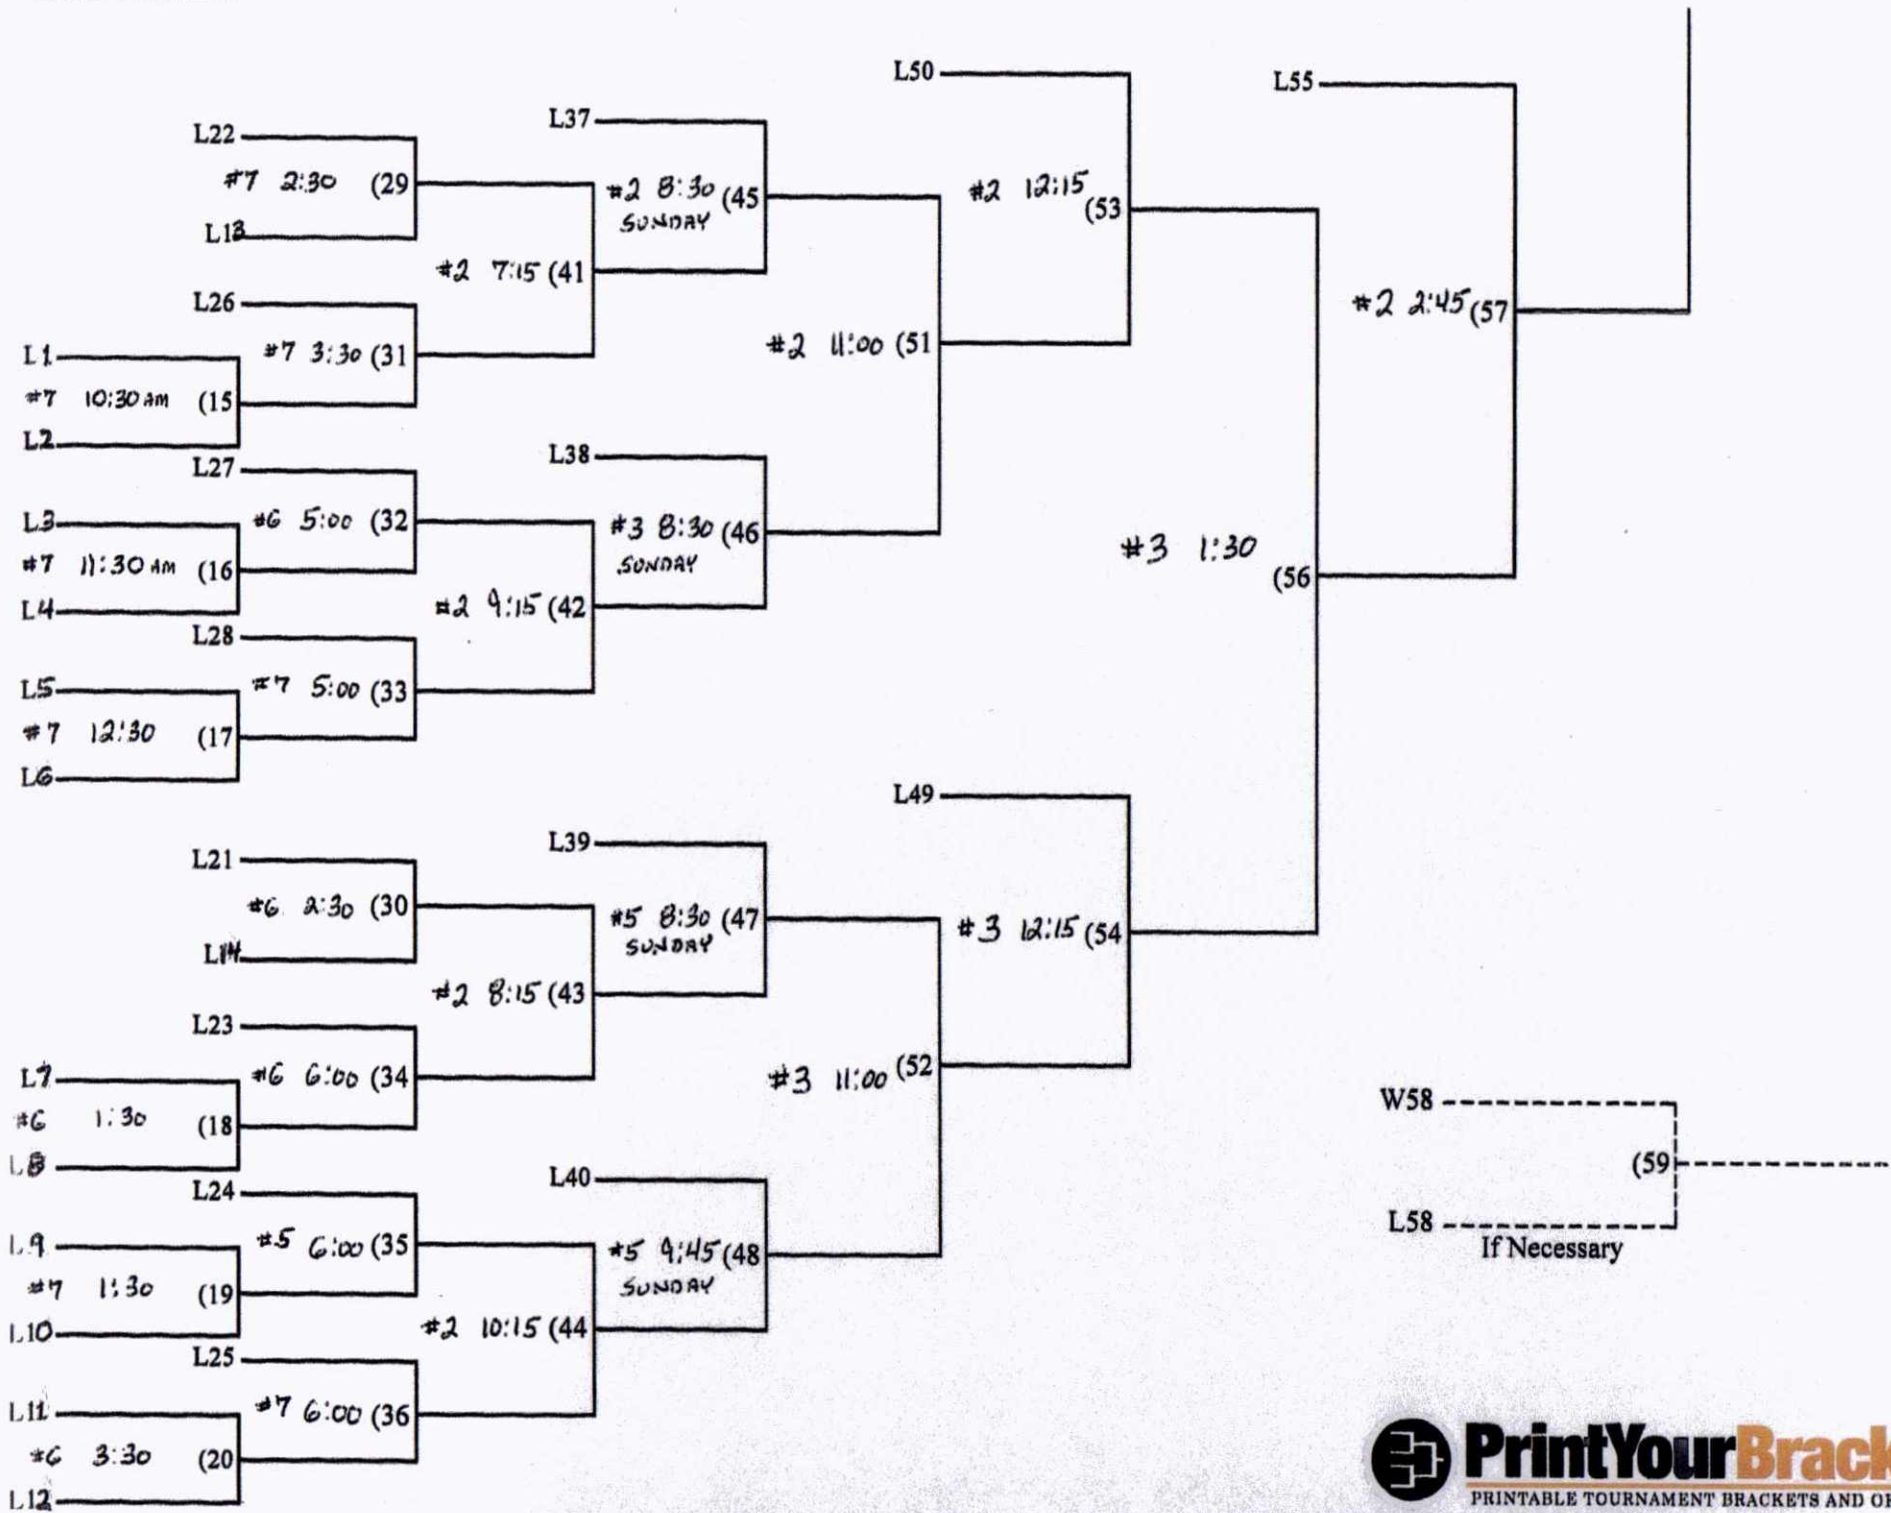 L50
L55
L37
L22
#7 2:30 (29
#2 8:30 (45
SUNDAY
#2 12:15
(53
L13
#2 7:15 (41
L26
#2 2:45 (57
L1
#7 3:30 (31
#2 11:00 (51
#7 10:30 AM (15
L2
L38
L27
L3
#6 5:00 (32
#3 8:30 (46
SUNDAY
#3 1:30
(56
#7 11:30 AM (16
L4
#2 9:15 (42
L28
L5
#7 5:00 (33
#7 12:30 (17
L6
L49
L39
L21
#6 2:30 (30
#5 8:30 (47
SUNDAY
#3 12:15 (54
L14
#2 8:15 (43
L23
L7
#6 6:00 (34
#3 11:00 (52
#6 1:30 (18
L8
W58
(59
L58
If Necessary
L40
L24
L9
#5 6:00 (35
#5 9:45 (48
SUNDAY
#7 1:30 (19
L10
#2 10:15 (44
L25
L11
#7 6:00 (36
#6 3:30 (20
L12
PrintYourBrack
PRINTABLE TOURNAMENT BRACKETS AND